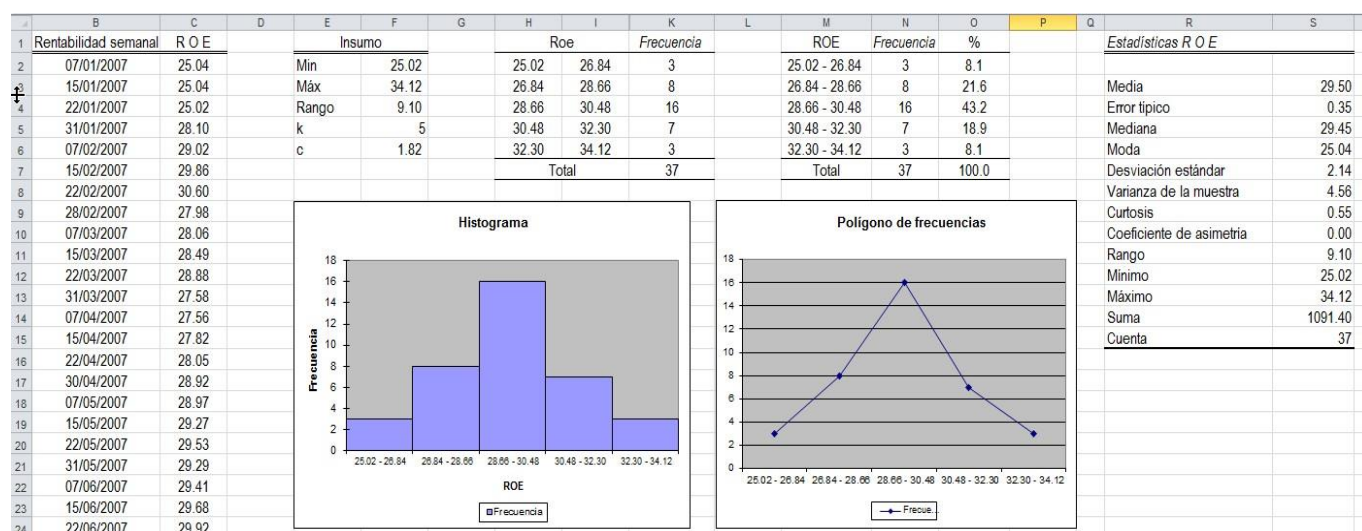 B C D E F G H I K L M N O P Q R S
1 Rentabilidad semanal R O E Insumo Roe Frecuencia ROE Frecuencia % Estadísticas R O E
2 07/01/2007 25.04 Min 25.02 25.02 26.84 3 25.02 - 26.84 3 8.1
3 15/01/2007 25.04 Máx 34.12 26.84 28.66 8 26.84 - 28.66 8 21.6 Media 29.50
4 22/01/2007 25.02 Rango 9.10 28.66 30.48 16 28.66 - 30.48 16 43.2 Error tipico 0.35
5 31/01/2007 28.10 k 5 30.48 32.30 7 30.48 - 32.30 7 18.9 Mediana 29.45
6 07/02/2007 29.02 c 1.82 32.30 34.12 3 32.30 - 34.12 3 8.1 Moda 25.04
7 15/02/2007 29.86 Total 37 Total 37 100.0 Desviación estándar 2.14
8 22/02/2007 30.60 Varianza de la muestra 4.56
9 28/02/2007 27.98 Curtosis 0.55
10 07/03/2007 28.06 Coeficiente de asimetria 0.00
11 15/03/2007 28.49 Rango 9.10
12 22/03/2007 28.88 Mínimo 25.02
13 31/03/2007 27.58 Máximo 34.12
14 07/04/2007 27.56 Suma 1091.40
15 15/04/2007 27.82 Cuenta 37
16 22/04/2007 28.05
17 30/04/2007 28.92
18 07/05/2007 28.97
19 15/05/2007 29.27
20 22/05/2007 29.53
21 31/05/2007 29.29
22 07/06/2007 29.41
23 15/06/2007 29.68
24 22/06/2007 29.92
Histograma
Frecuencia
18
16
14
12
10
8
6
4
2
0
25.02 - 26.84 26.84 - 28.66 28.66 - 30.48 30.48 - 32.30 32.30 - 34.12
ROE
Frecuencia
Polígono de frecuencias
18
16
14
12
10
8
6
4
2
0
25.02 - 26.84 26.84 - 28.66 28.66 - 30.48 30.48 - 32.30 32.30 - 34.12
Frecue...